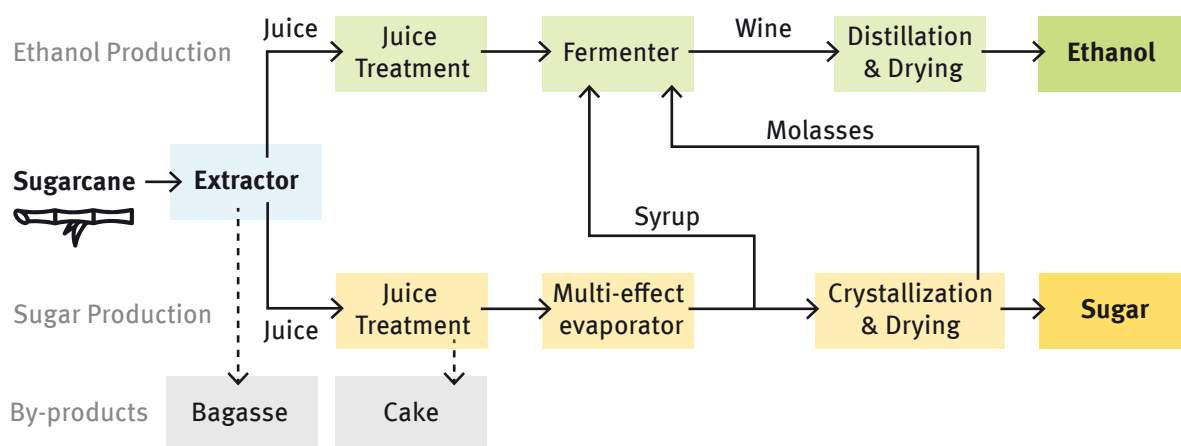 Ethanol Production
Juice
Juice
Treatment
Fermenter
Wine
Distillation
& Drying
Ethanol
Molasses
Sugarcane
Extractor
Syrup
Sugar Production
Juice
Juice
Treatment
Multi-effect
evaporator
Crystallization
& Drying
Sugar
By-products
Bagasse
Cake